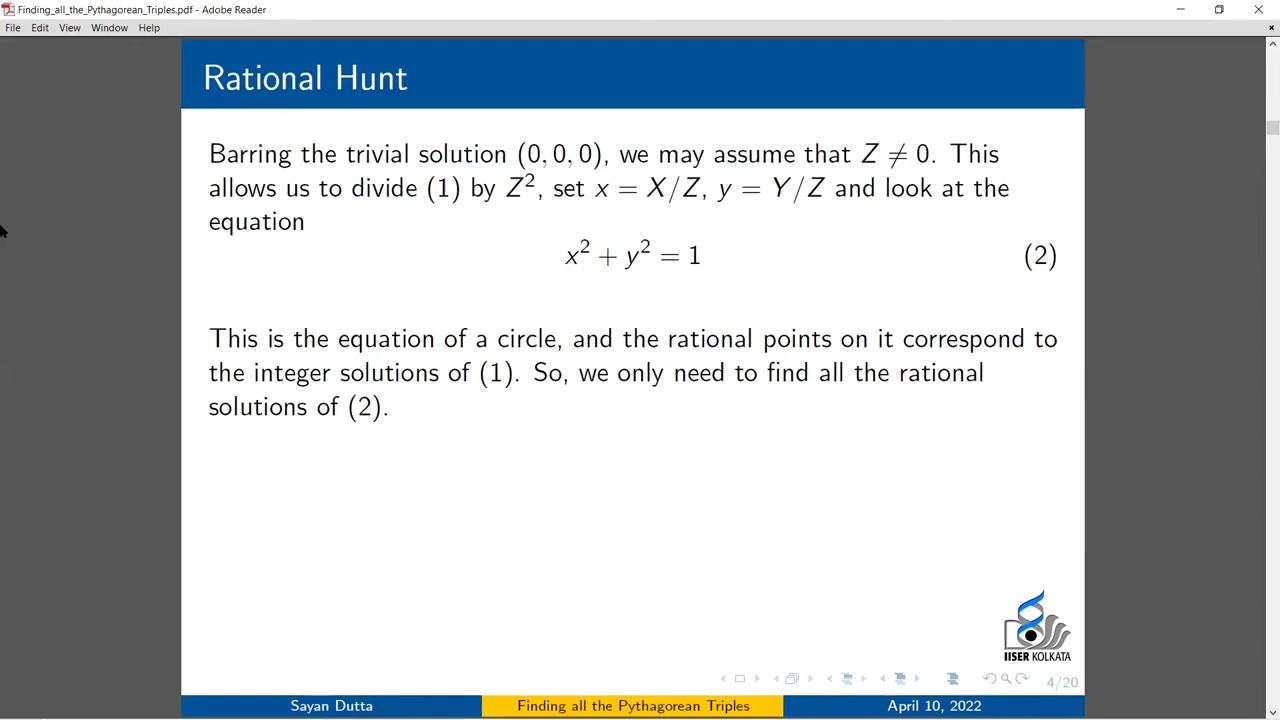 Finding_all_the_Pythagorean_Triples.pdf - Adobe Reader
File Edit View Window Help
Rational Hunt
Barring the trivial solution (0, 0, 0), we may assume that Z ≠ 0. This
allows us to divide (1) by Z², set x = X/Z, y = Y/Z and look at the
equation
x² + y² = 1 (2)
This is the equation of a circle, and the rational points on it correspond to
the integer solutions of (1). So, we only need to find all the rational
solutions of (2).
IISER KOLKATA
4/20
Sayan Dutta Finding all the Pythagorean Triples April 10, 2022